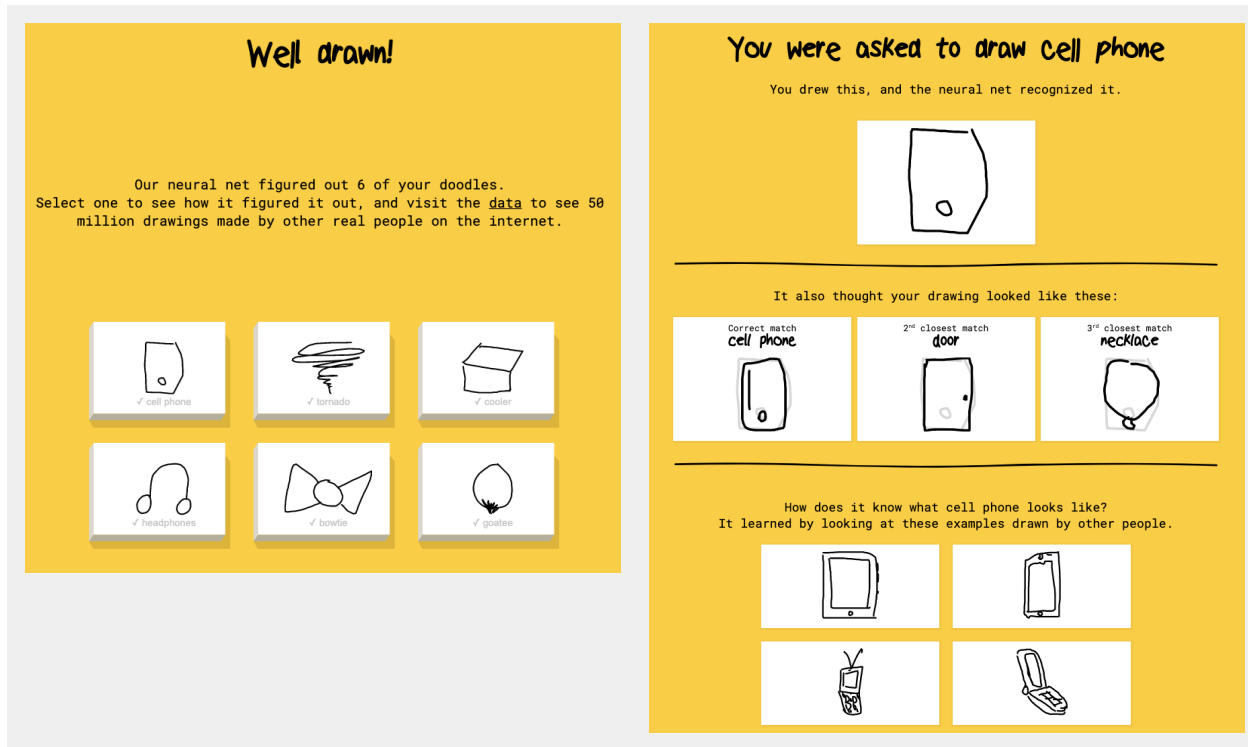 Well drawn!
Our neural net figured out 6 of your doodles.
Select one to see how it figured it out, and visit the data to see 50
million drawings made by other real people on the internet.
✓ cell phone
✓ tornado
✓ cooler
✓ headphones
✓ bowtie
✓ goatee
You were asked to draw cell phone
You drew this, and the neural net recognized it.
It also thought your drawing looked like these:
Correct match
cell phone
2nd closest match
door
3rd closest match
necklace
How does it know what cell phone looks like?
It learned by looking at these examples drawn by other people.